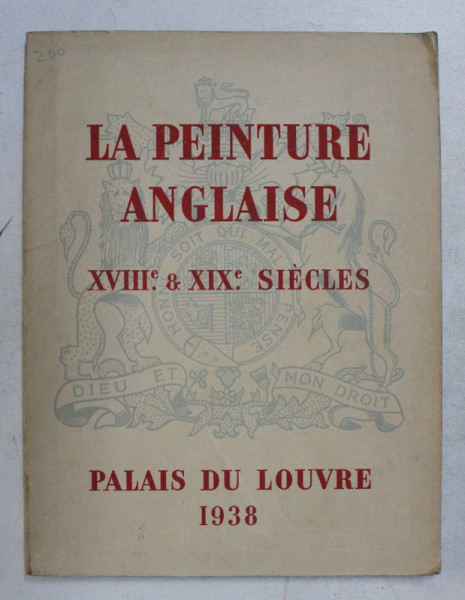 200
LA PEINTURE
ANGLAISE
XVIIIe. & XIXe. SIÈCLES
HONI SOIT QUI MAL Y PENSE
DIEU ET MON DROIT
PALAIS DU LOUVRE
1938